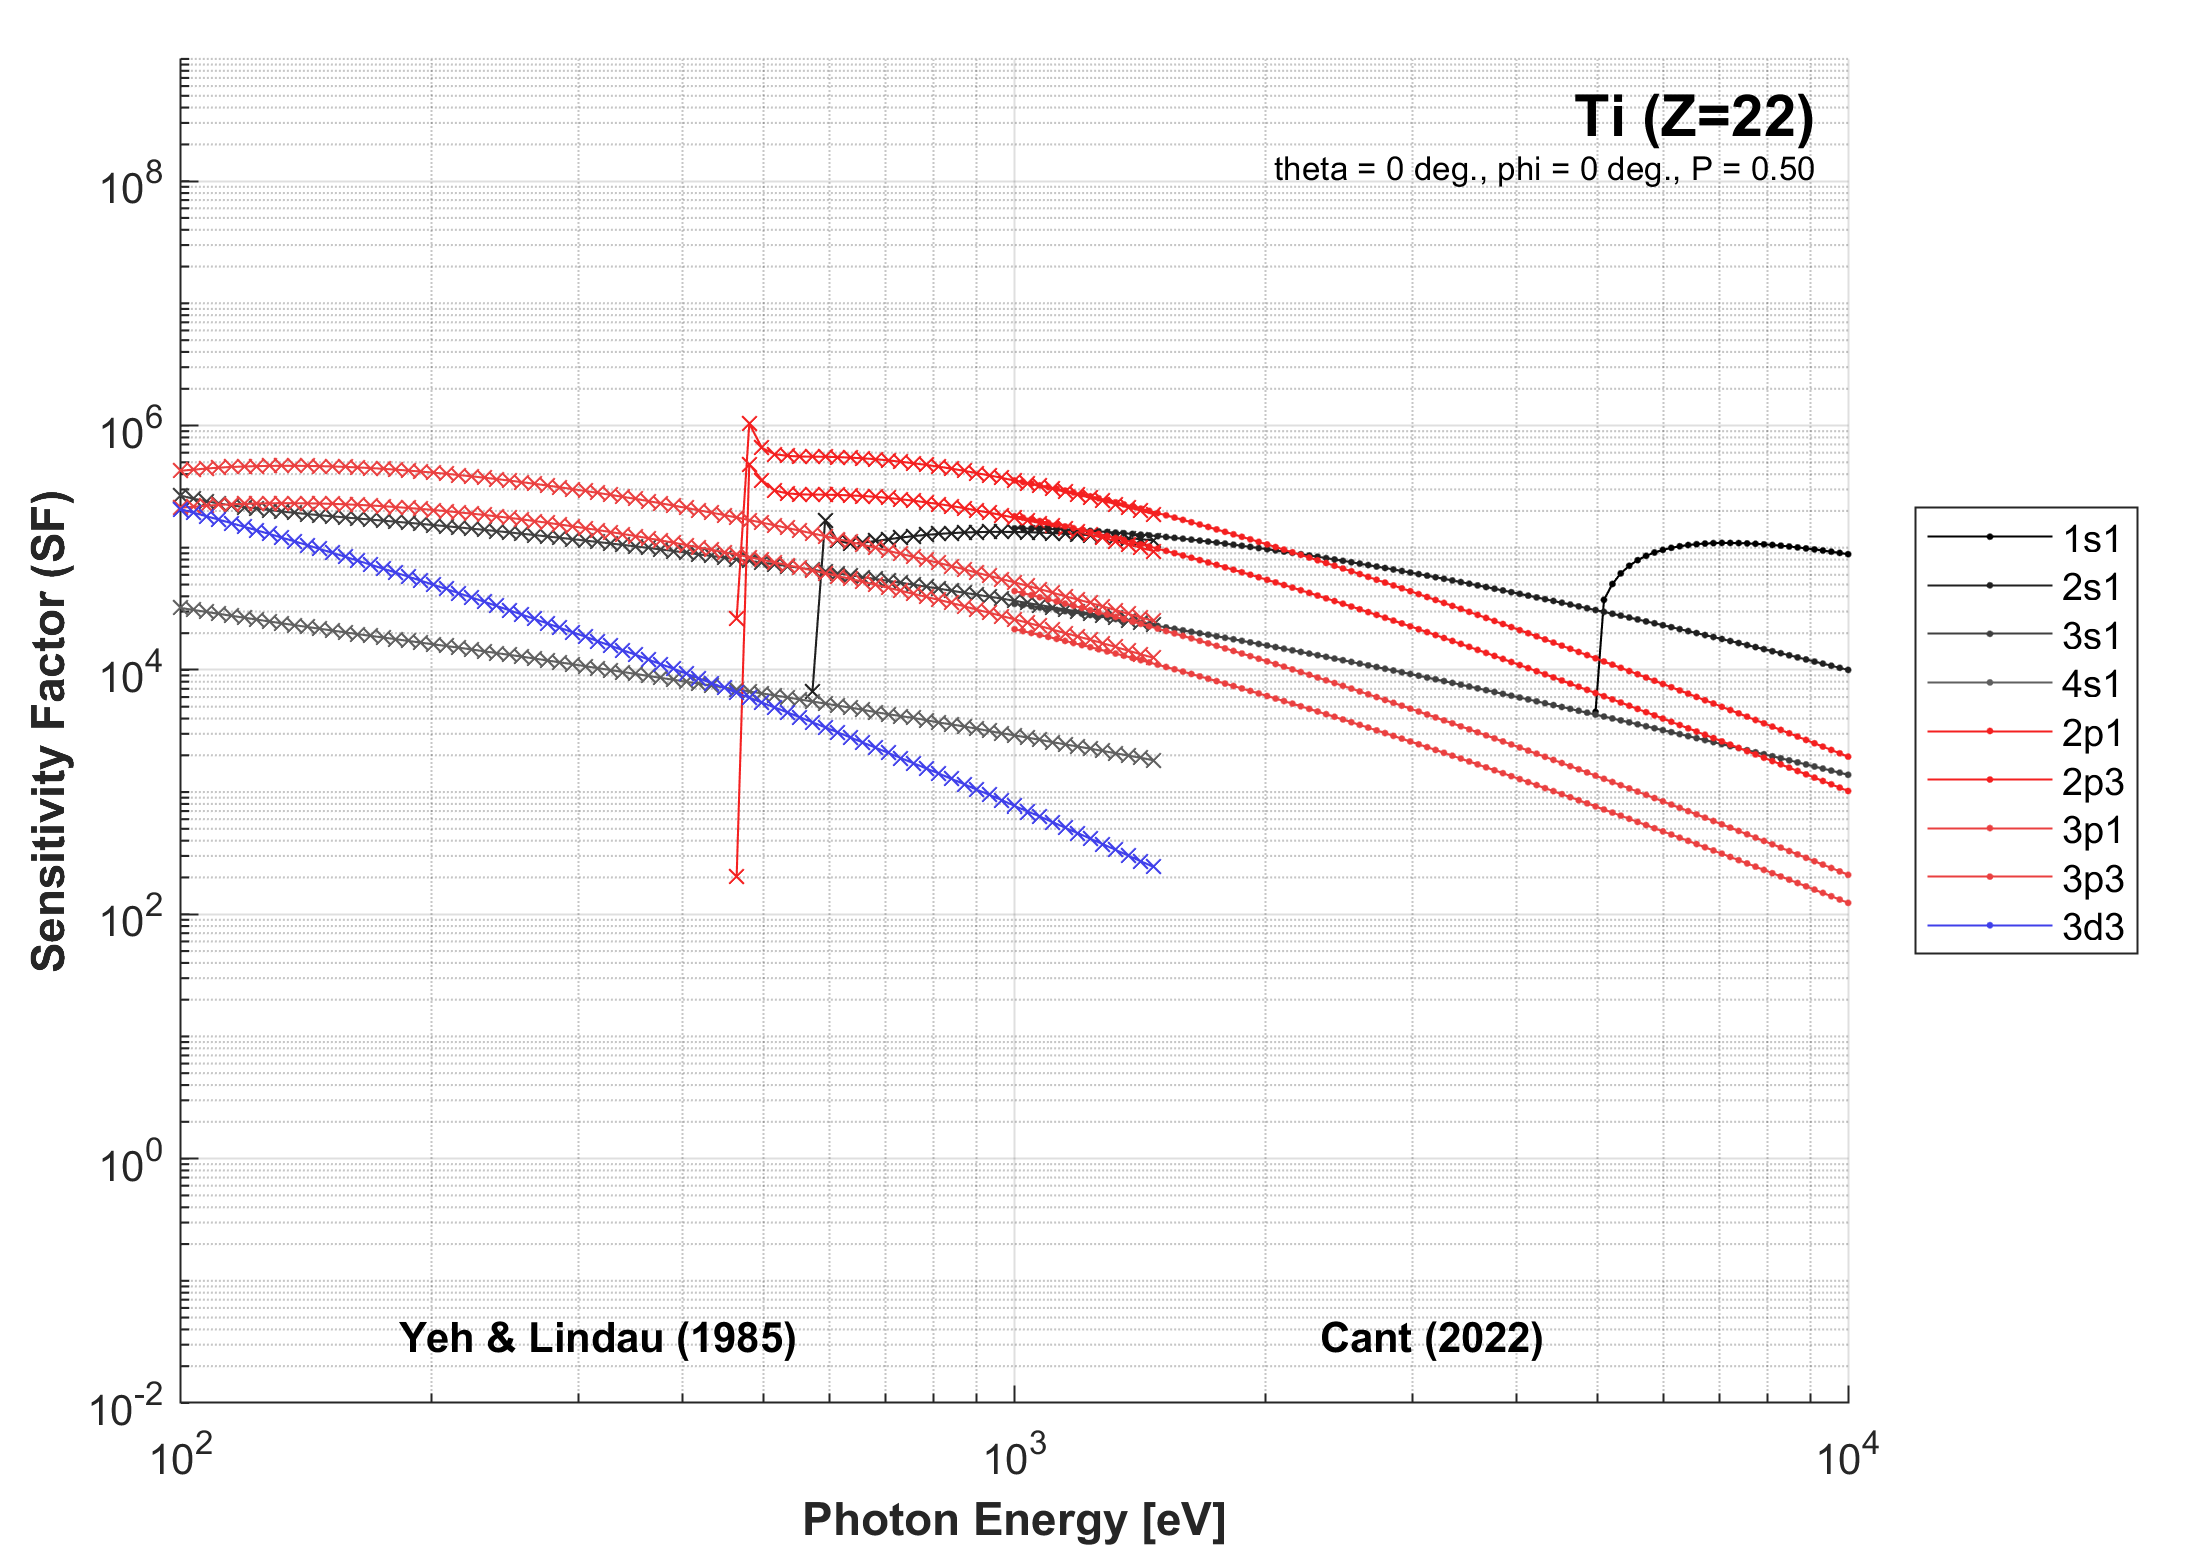 Ti (Z=22)
theta = 0 deg., phi = 0 deg., P = 0.50
10^8
10^6
10^4
10^2
10^0
10^-2
Sensitivity Factor (SF)
1s1
2s1
3s1
4s1
2p1
2p3
3p1
3p3
3d3
Yeh & Lindau (1985)
Cant (2022)
10^2
10^3
10^4
Photon Energy [eV]